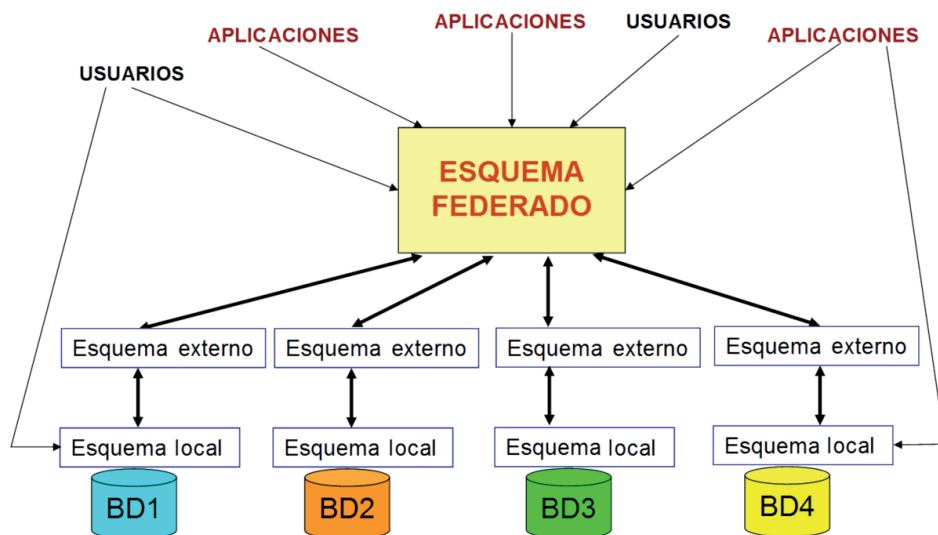 APLICACIONES
APLICACIONES
USUARIOS
APLICACIONES
USUARIOS
ESQUEMA
FEDERADO
Esquema externo
Esquema externo
Esquema externo
Esquema externo
Esquema local
Esquema local
Esquema local
Esquema local
BD1
BD2
BD3
BD4